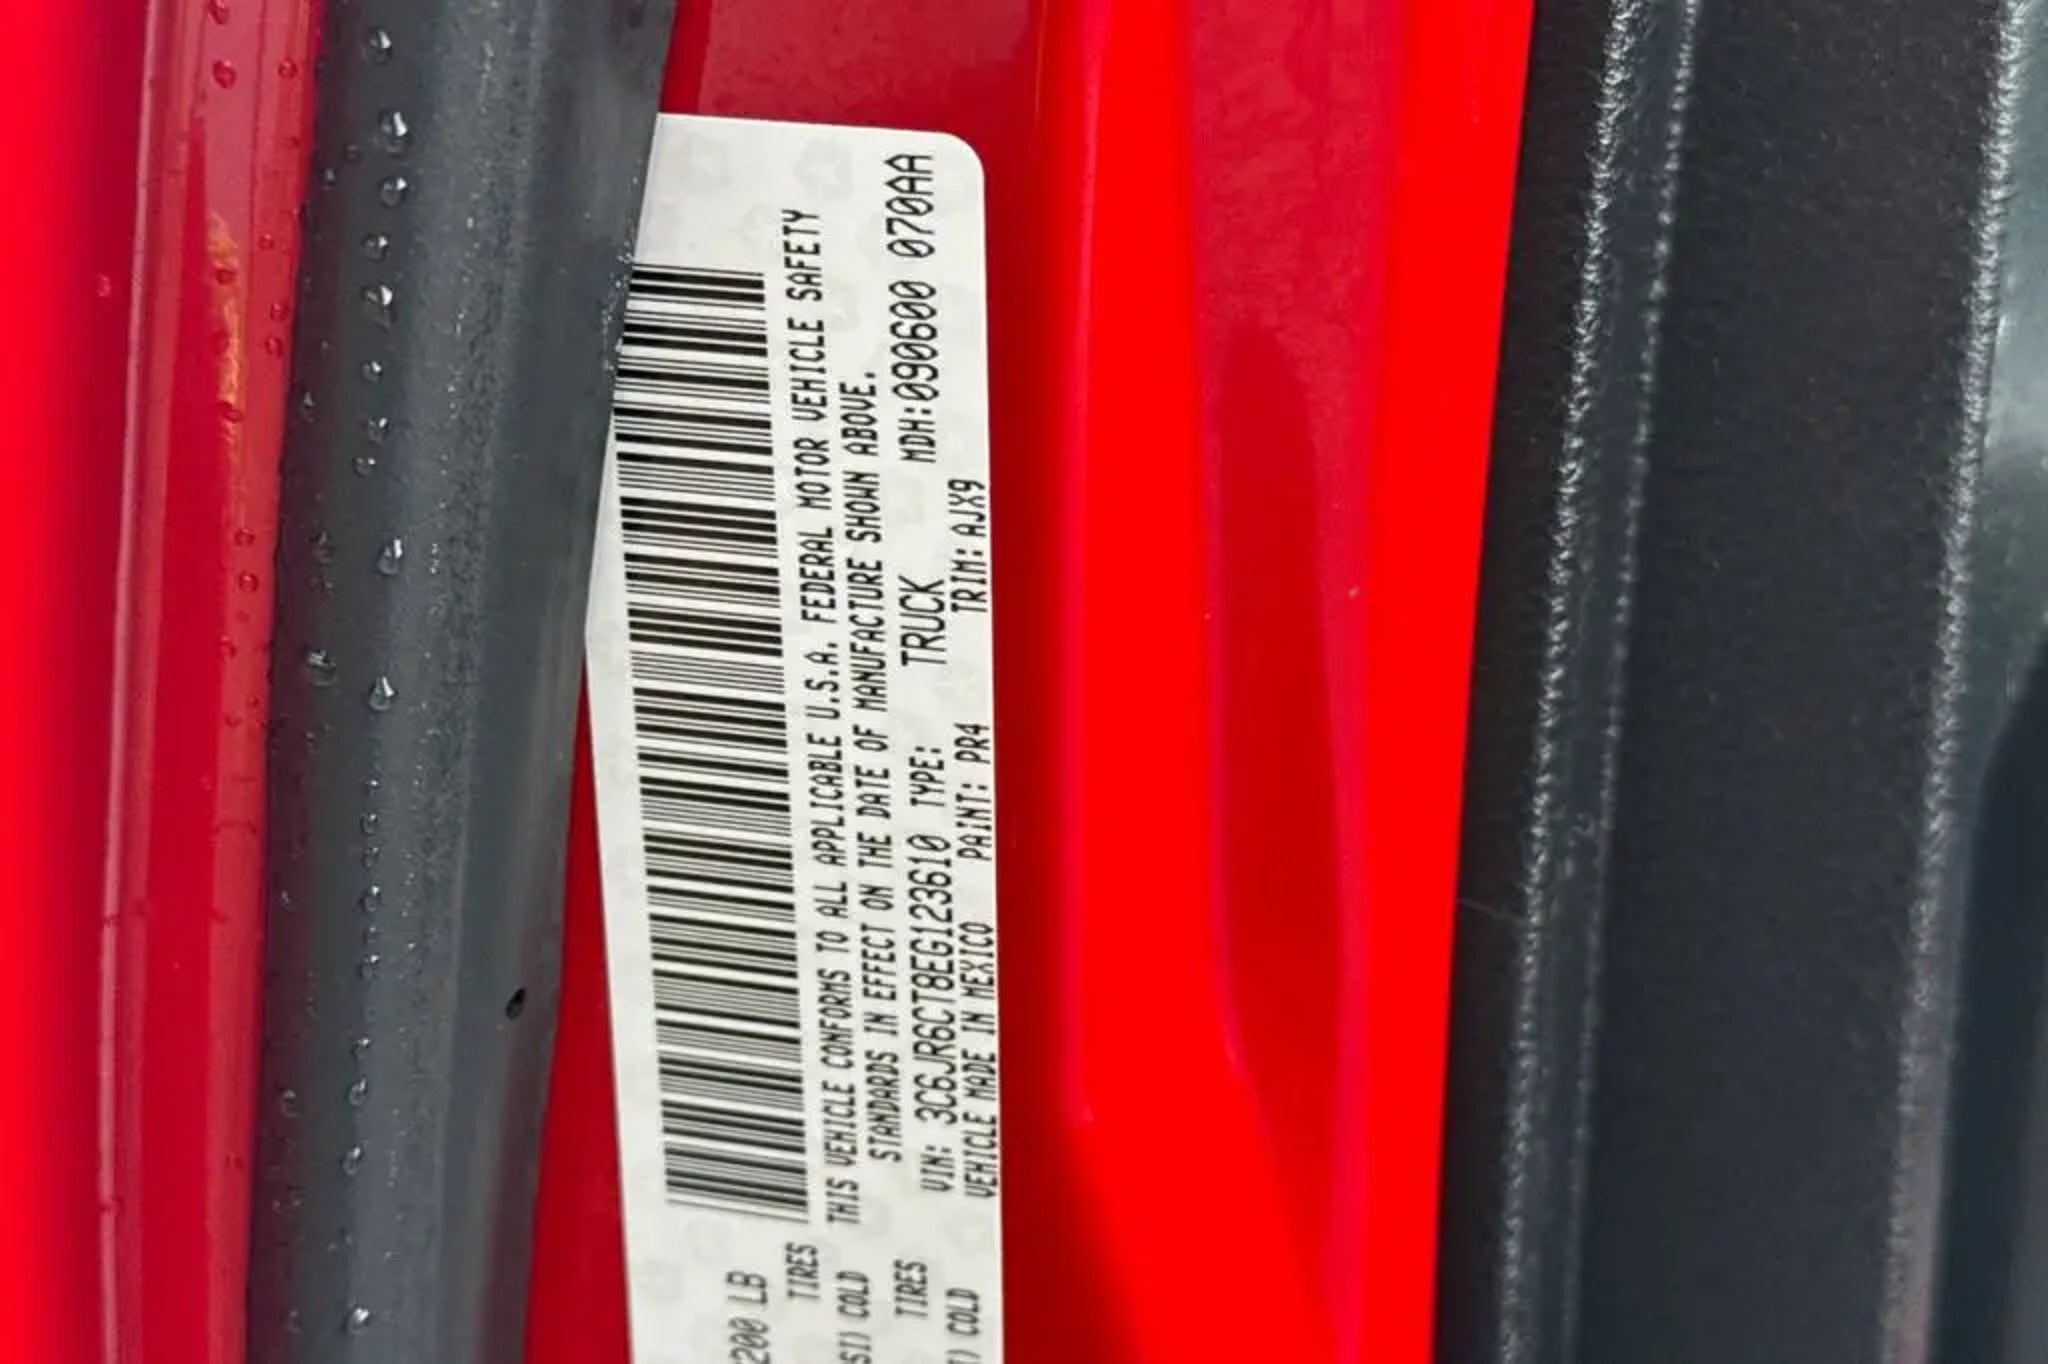 THIS VEHICLE CONFORMS TO ALL APPLICABLE U.S.A. FEDERAL MOTOR VEHICLE SAFETY
STANDARDS IN EFFECT ON THE DATE OF MANUFACTURE SHOWN ABOVE.
VIN: 3C6JR6CT8EG123610 TYPE: TRUCK MDH:090600 070AA
VEHICLE MADE IN MEXICO PAINT: PR4 TRIM: AJX9
200 LB
TIRES
SI) COLD
TIRES
I) COLD